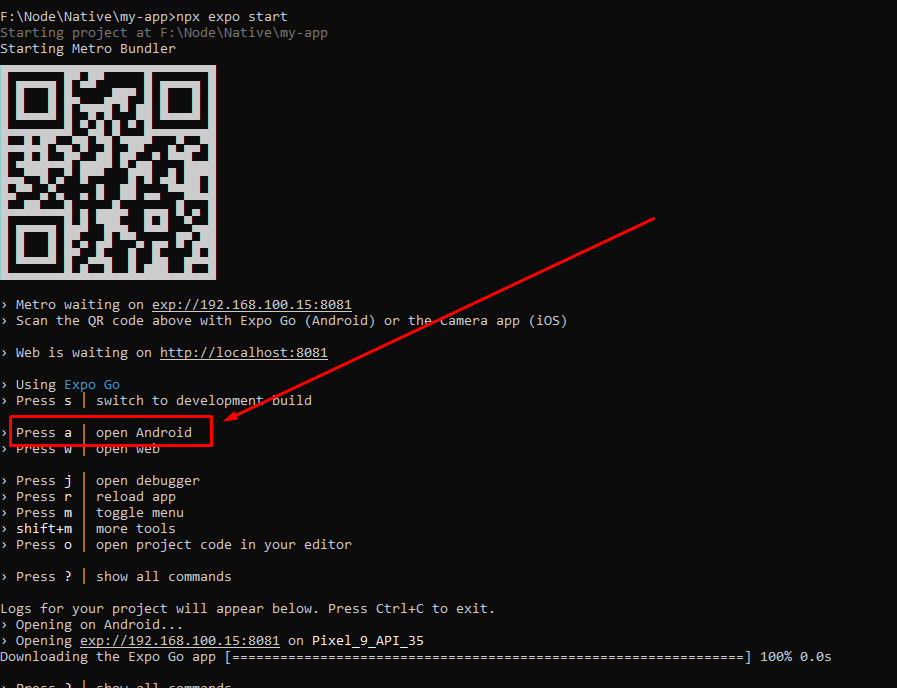 F:\Node\Native\my-app>npx expo start
Starting project at F:\Node\Native\my-app
Starting Metro Bundler
› Metro waiting on exp://192.168.100.15:8081
› Scan the QR code above with Expo Go (Android) or the Camera app (iOS)
› Web is waiting on http://localhost:8081
› Using Expo Go
› Press s │ switch to development build
› Press a │ open Android
› Press w │ open web
› Press j │ open debugger
› Press r │ reload app
› Press m │ toggle menu
› shift+m │ more tools
› Press o │ open project code in your editor
› Press ? │ show all commands
Logs for your project will appear below. Press Ctrl+C to exit.
› Opening on Android...
› Opening exp://192.168.100.15:8081 on Pixel_9_API_35
Downloading the Expo Go app [================================================================] 100% 0.0s
› Press ? │ show all commands